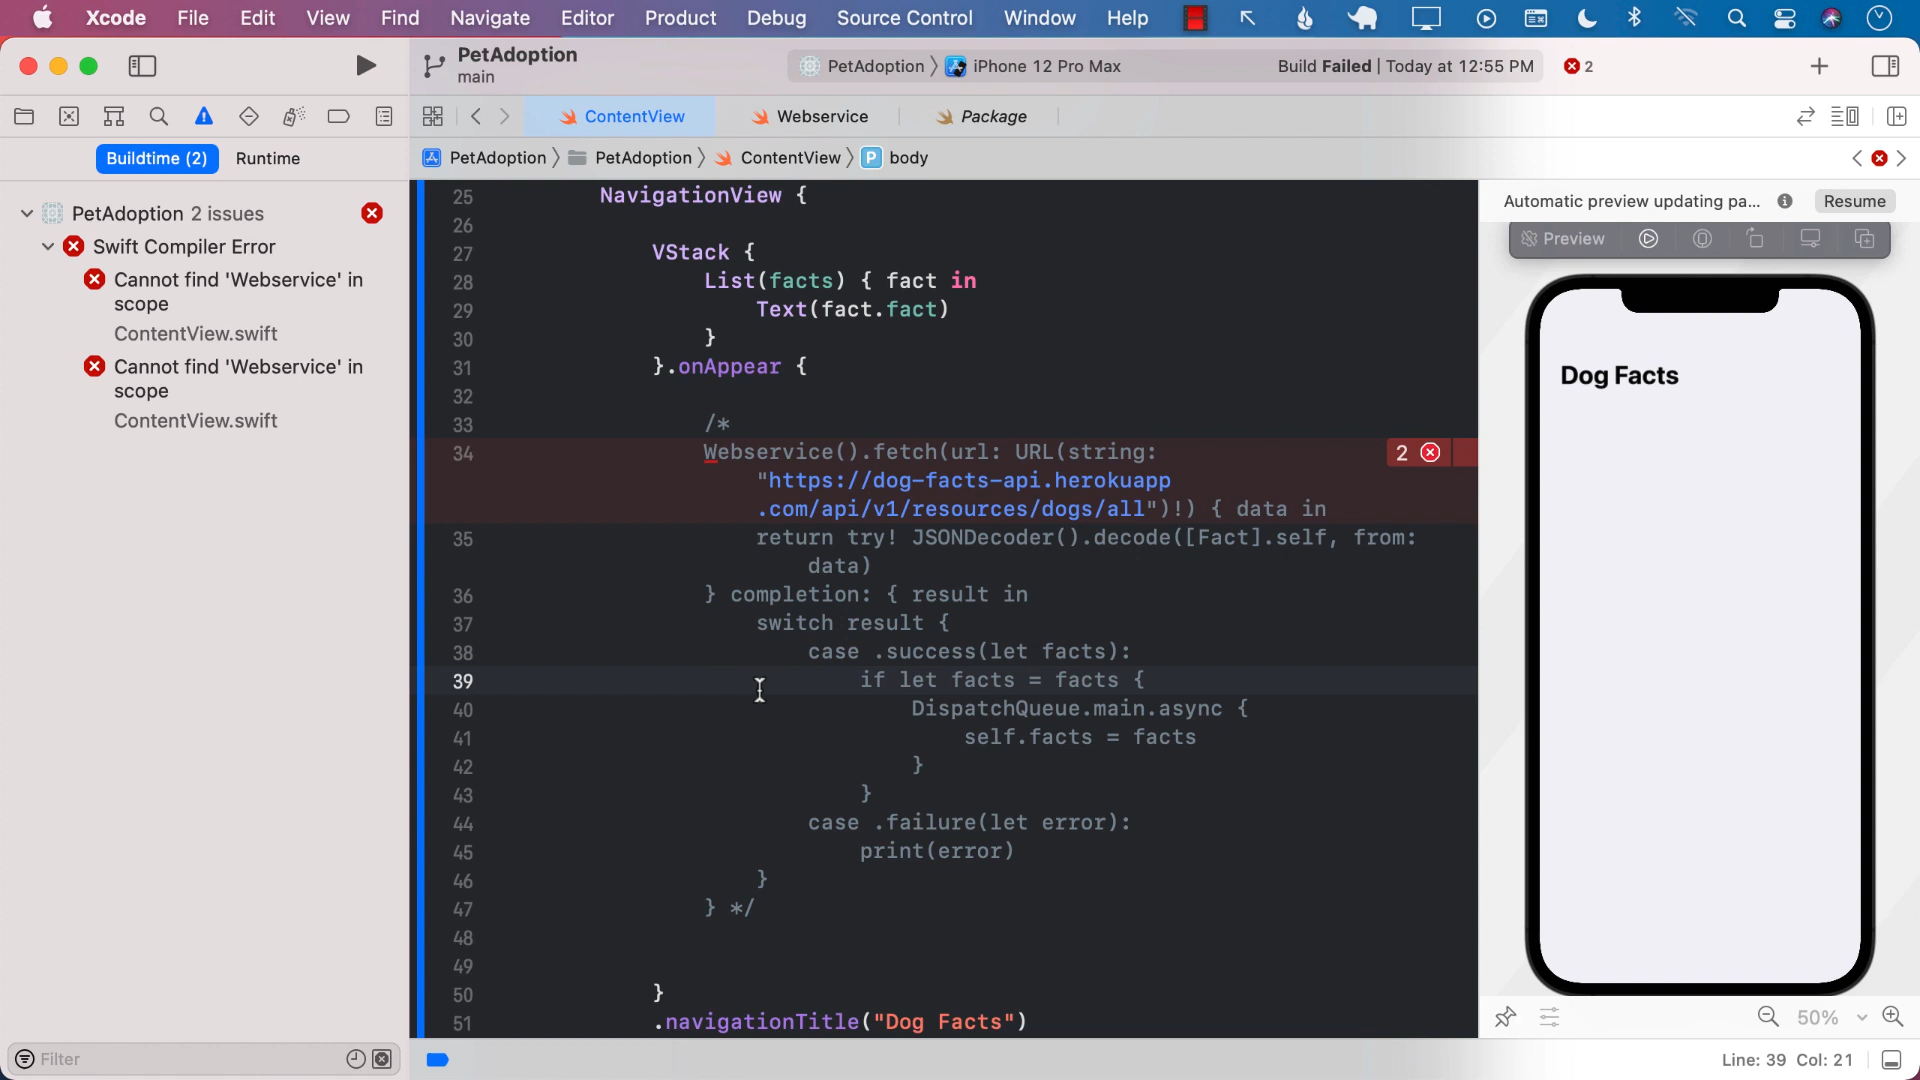 Xcode File Edit View Find Navigate Editor Product Debug Source Control Window Help
PetAdoption
main
PetAdoption iPhone 12 Pro Max
Build Failed | Today at 12:55 PM
2
ContentView
Webservice
Package
Buildtime (2)
Runtime
PetAdoption PetAdoption ContentView P body
PetAdoption 2 issues
Swift Compiler Error
Cannot find 'Webservice' in
scope
ContentView.swift
Cannot find 'Webservice' in
scope
ContentView.swift
25 NavigationView {
26
27 VStack {
28 List(facts) { fact in
29 Text(fact.fact)
30 }
31 }.onAppear {
32
33 /*
34 Webservice().fetch(url: URL(string: 2
"https://dog-facts-api.herokuapp
.com/api/v1/resources/dogs/all")!) { data in
35 return try! JSONDecoder().decode([Fact].self, from:
data)
36 } completion: { result in
37 switch result {
38 case .success(let facts):
39 if let facts = facts {
40 DispatchQueue.main.async {
41 self.facts = facts
42 }
43 }
44 case .failure(let error):
45 print(error)
46 }
47 } */
48
49
50 }
51 .navigationTitle("Dog Facts")
Automatic preview updating pa...
Resume
Preview
Dog Facts
50%
Filter
Line: 39 Col: 21